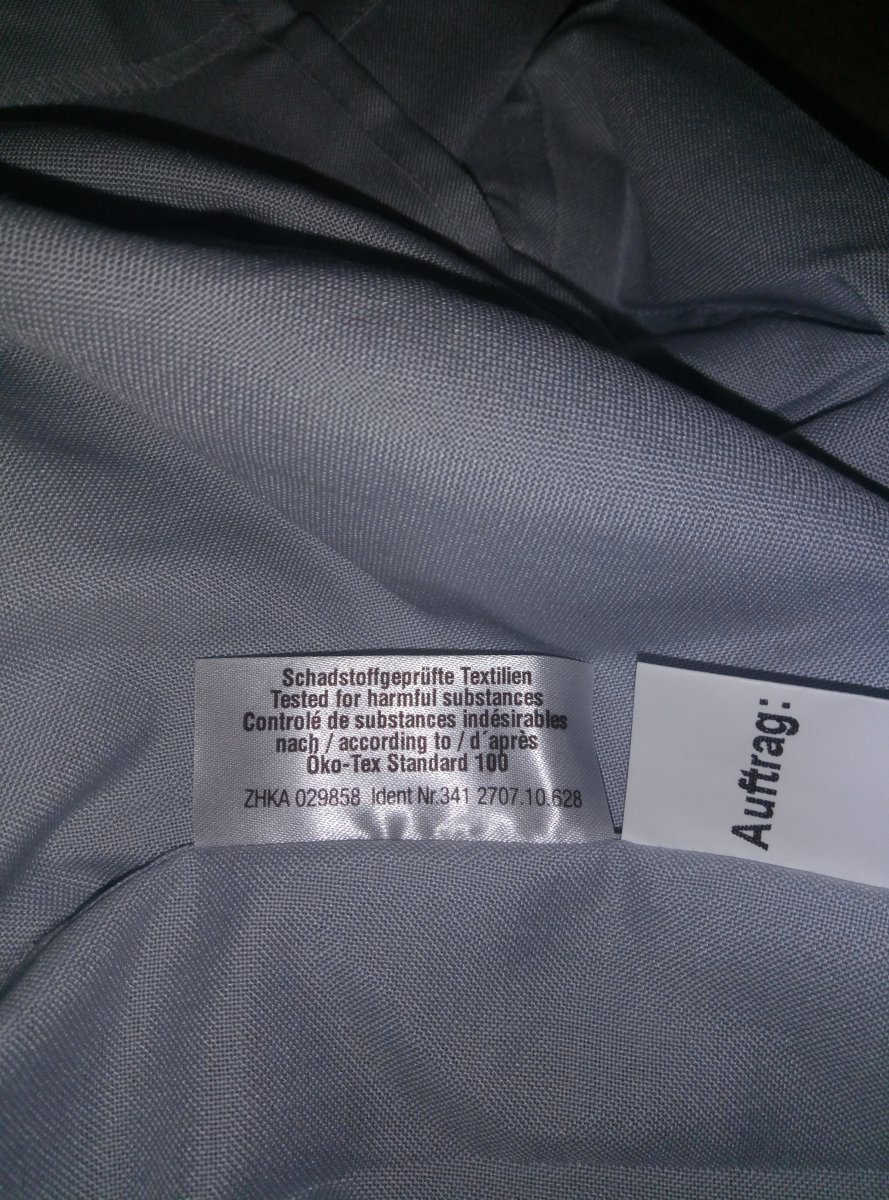 Schadstoffgeprüfte Textilien
Tested for harmful substances
Controlé de substances indésirables
nach / according to / d´après
Öko-Tex Standard 100
ZHKA 029858 Ident Nr.341 2707.10.628
Auftrag: